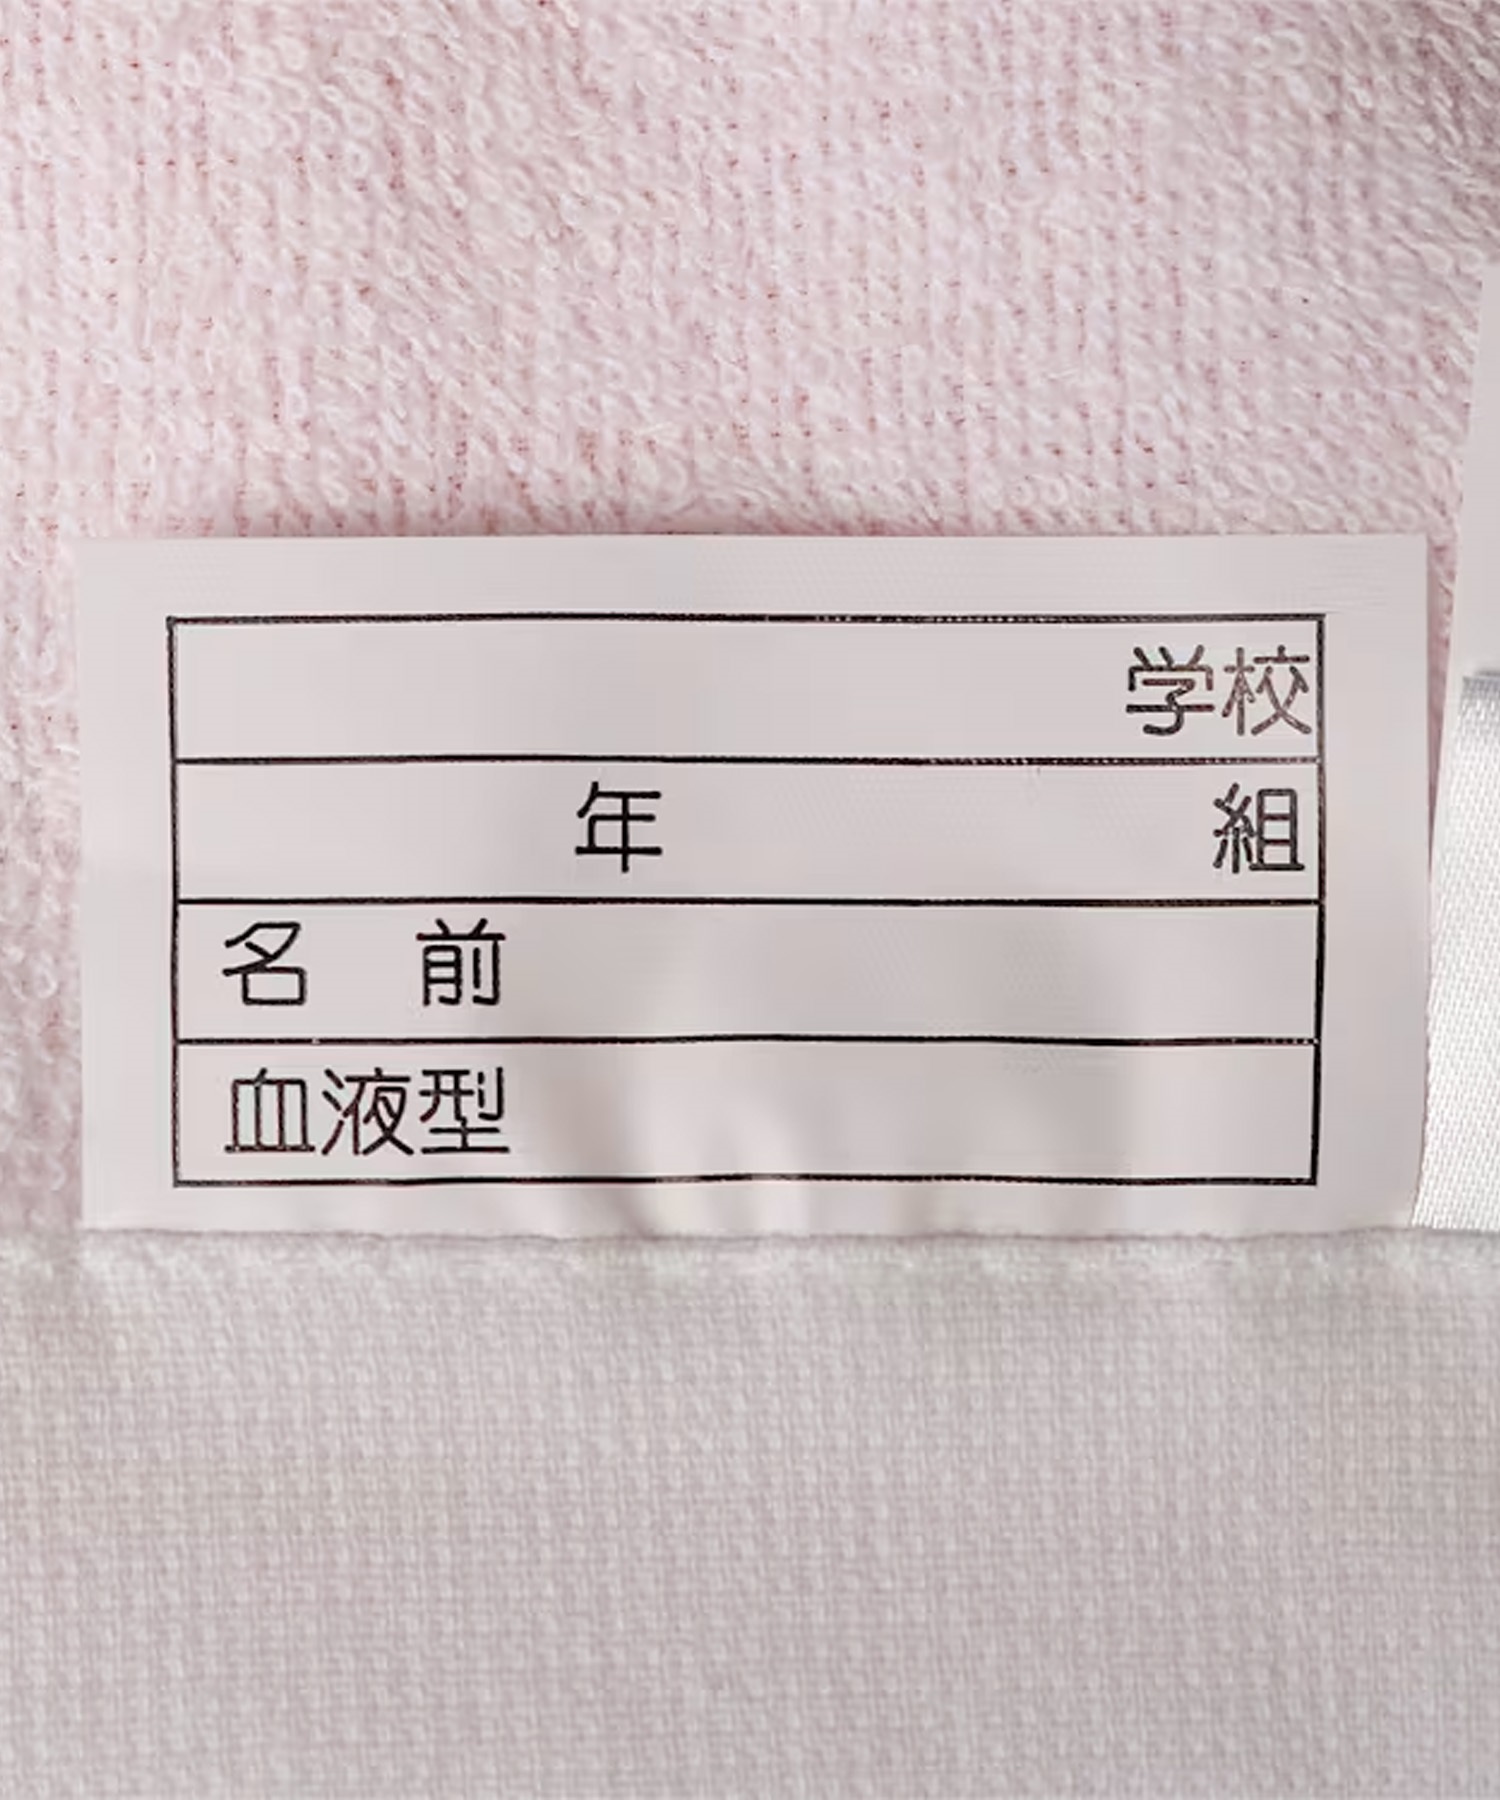 学校
年 組
名 前
血液型